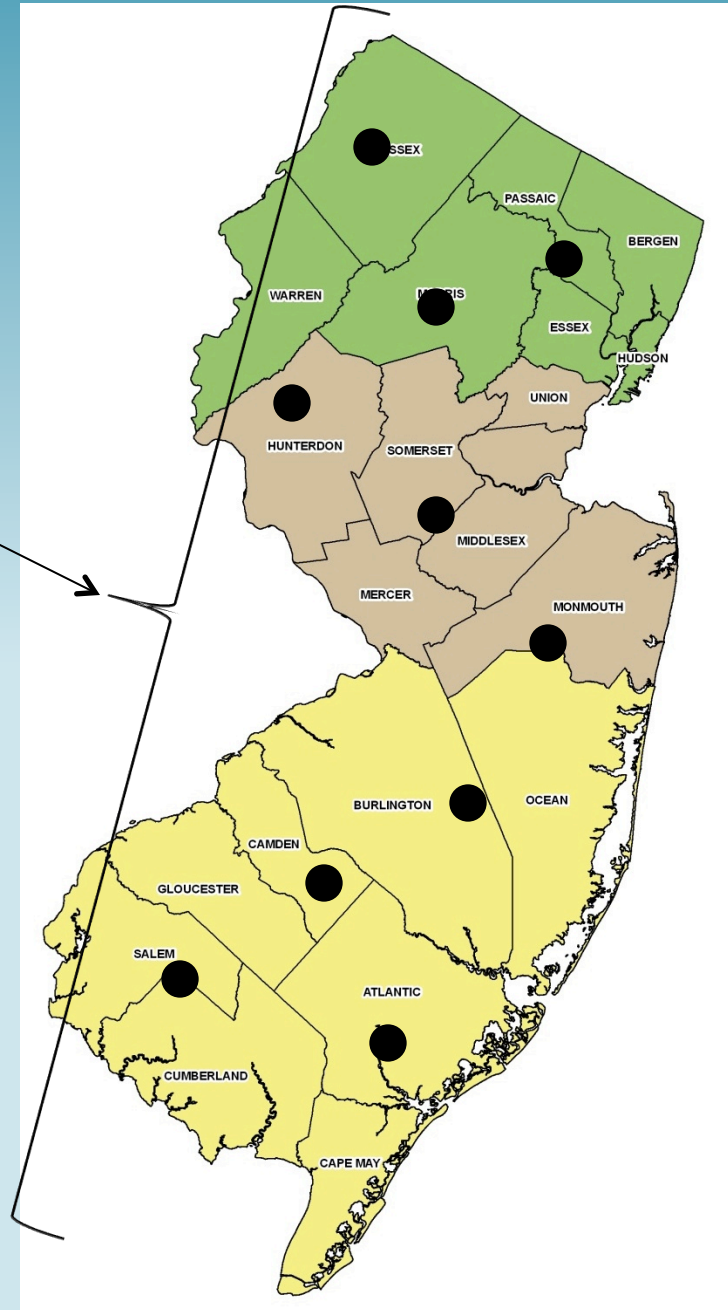 PASSAIC
BERGEN
WARREN
ESSEX
HUDSON
UNION
HUNTERDON
SOMERSET
MIDDLESEX
MERCER
MONMOUTH
OCEAN
BURLINGTON
CAMDEN
GLOUCESTER
SALEM
ATLANTIC
CUMBERLAND
CAPE MAY